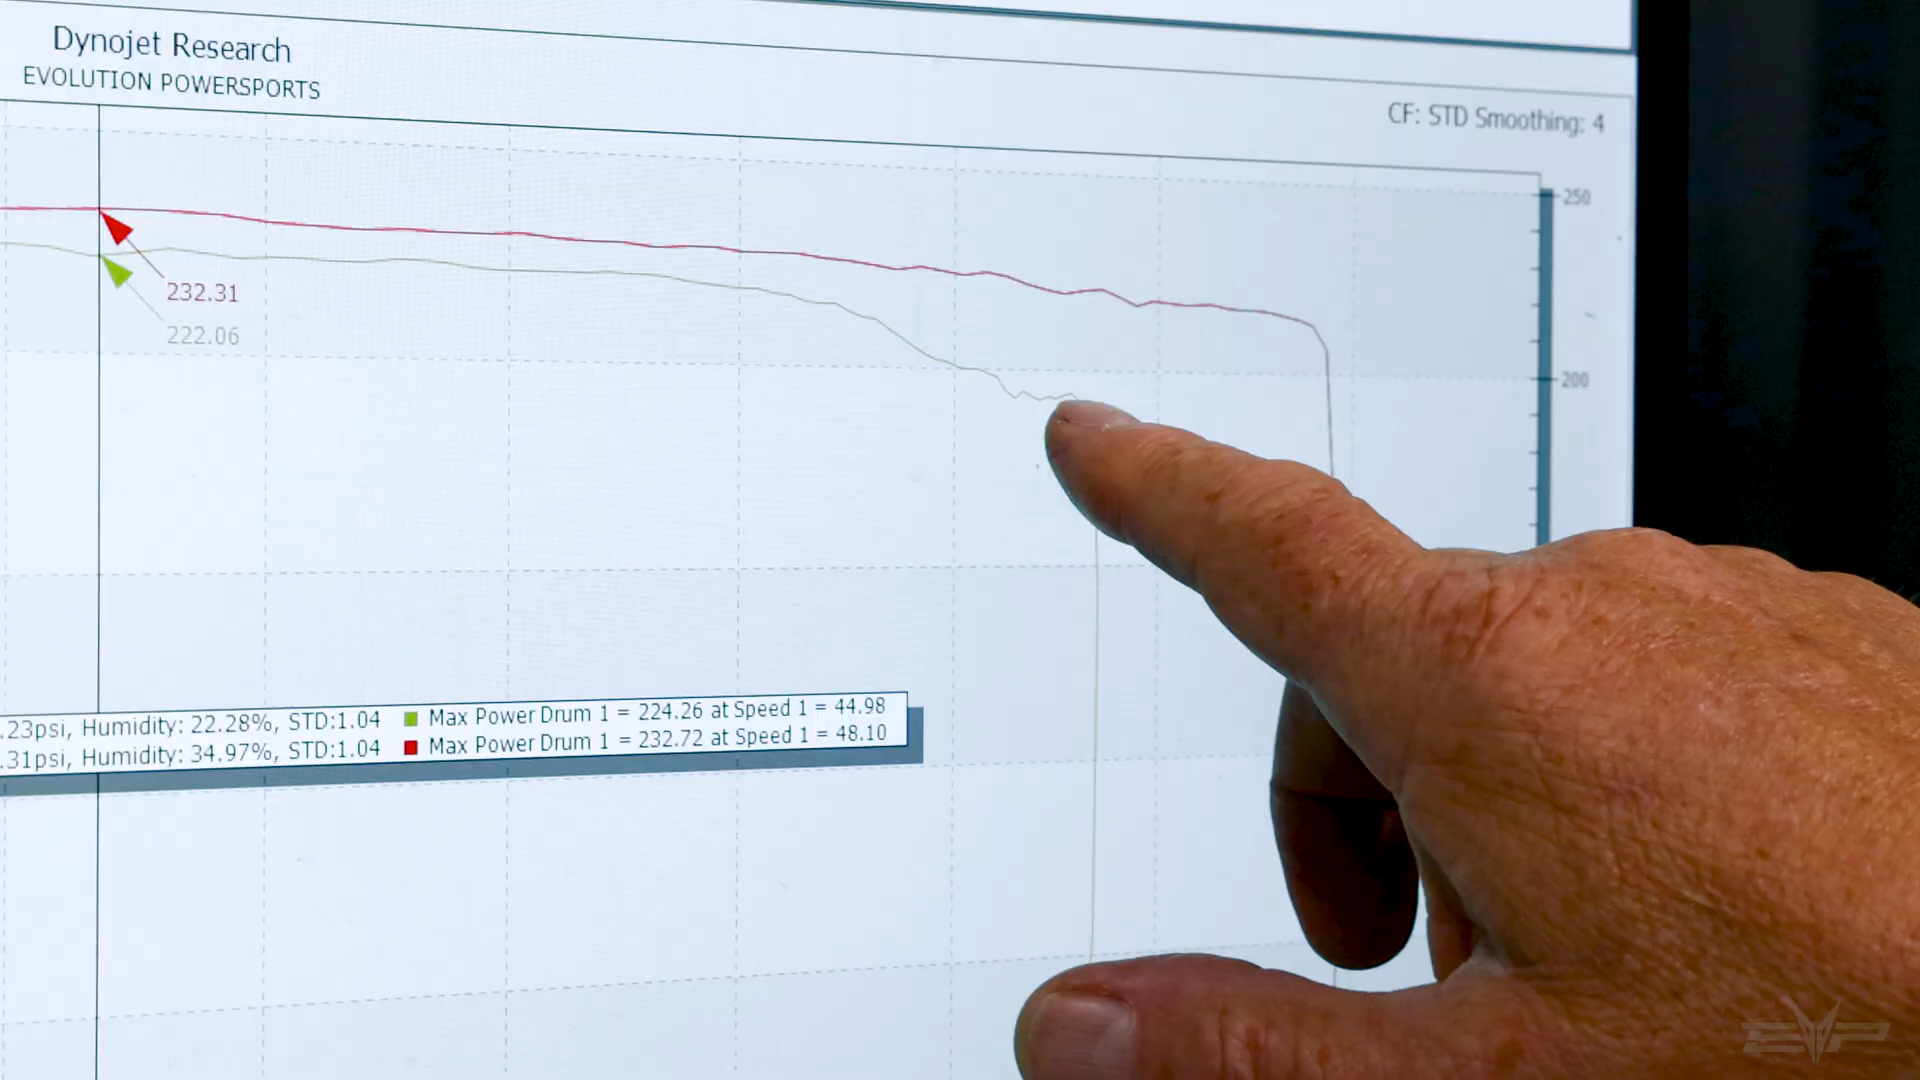 Dynojet Research
EVOLUTION POWERSPORTS
CF: STD Smoothing: 4
250
232.31
222.06
200
.23psi, Humidity: 22.28%, STD:1.04 Max Power Drum 1 = 224.26 at Speed 1 = 44.98
.31psi, Humidity: 34.97%, STD:1.04 Max Power Drum 1 = 232.72 at Speed 1 = 48.10
EVP